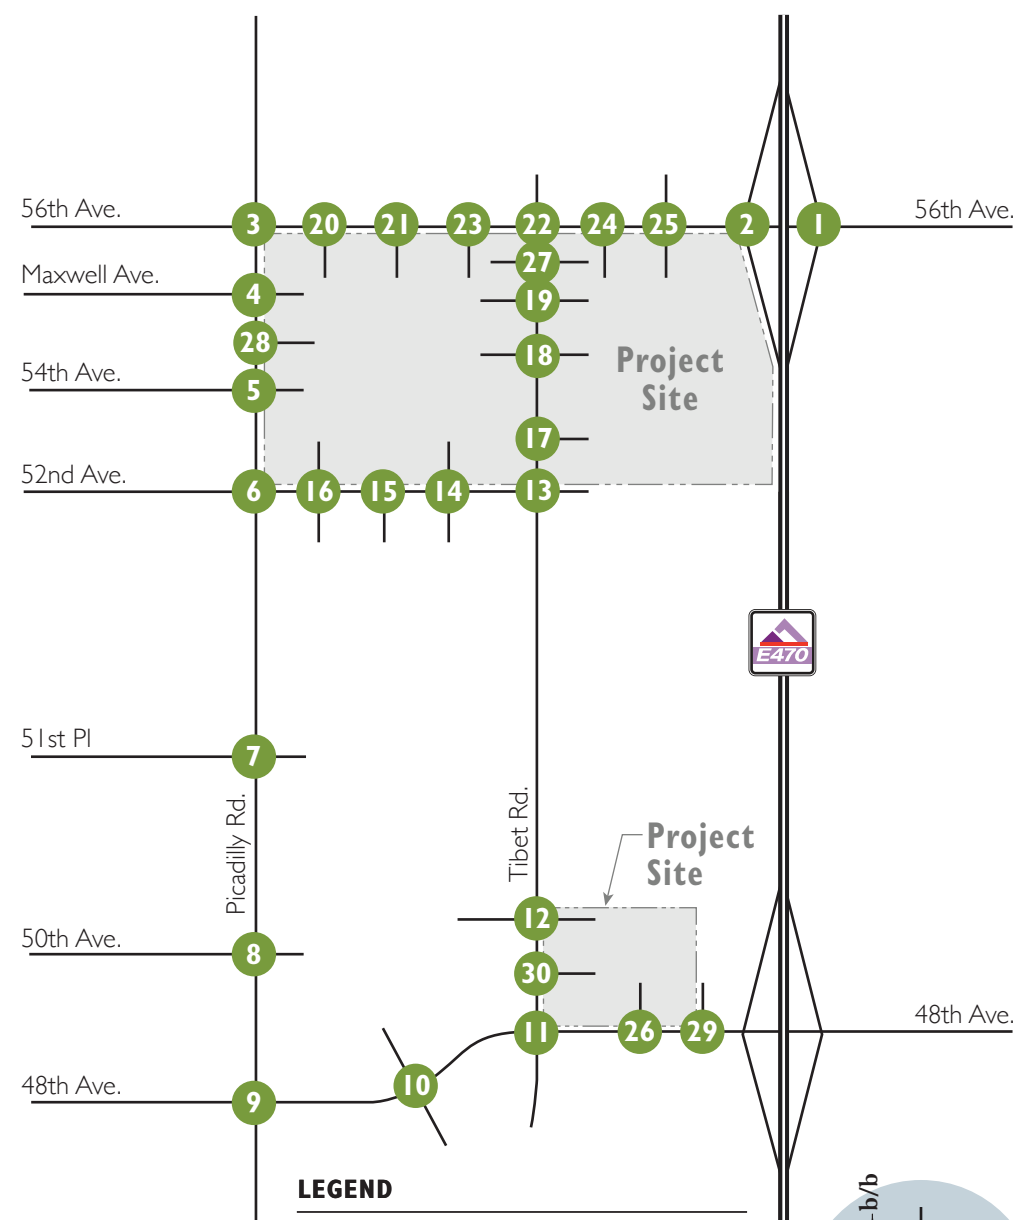 56th Ave.
56th Ave.
3
20
21
23
22
24
25
2
1
27
Maxwell Ave.
4
19
28
18
Project
Site
54th Ave.
5
17
52nd Ave.
6
16
15
14
13
E470
51st Pl
7
Picadilly Rd.
Tibet Rd.
Project
Site
12
50th Ave.
8
30
48th Ave.
11
26
29
48th Ave.
10
9
LEGEND
b/b